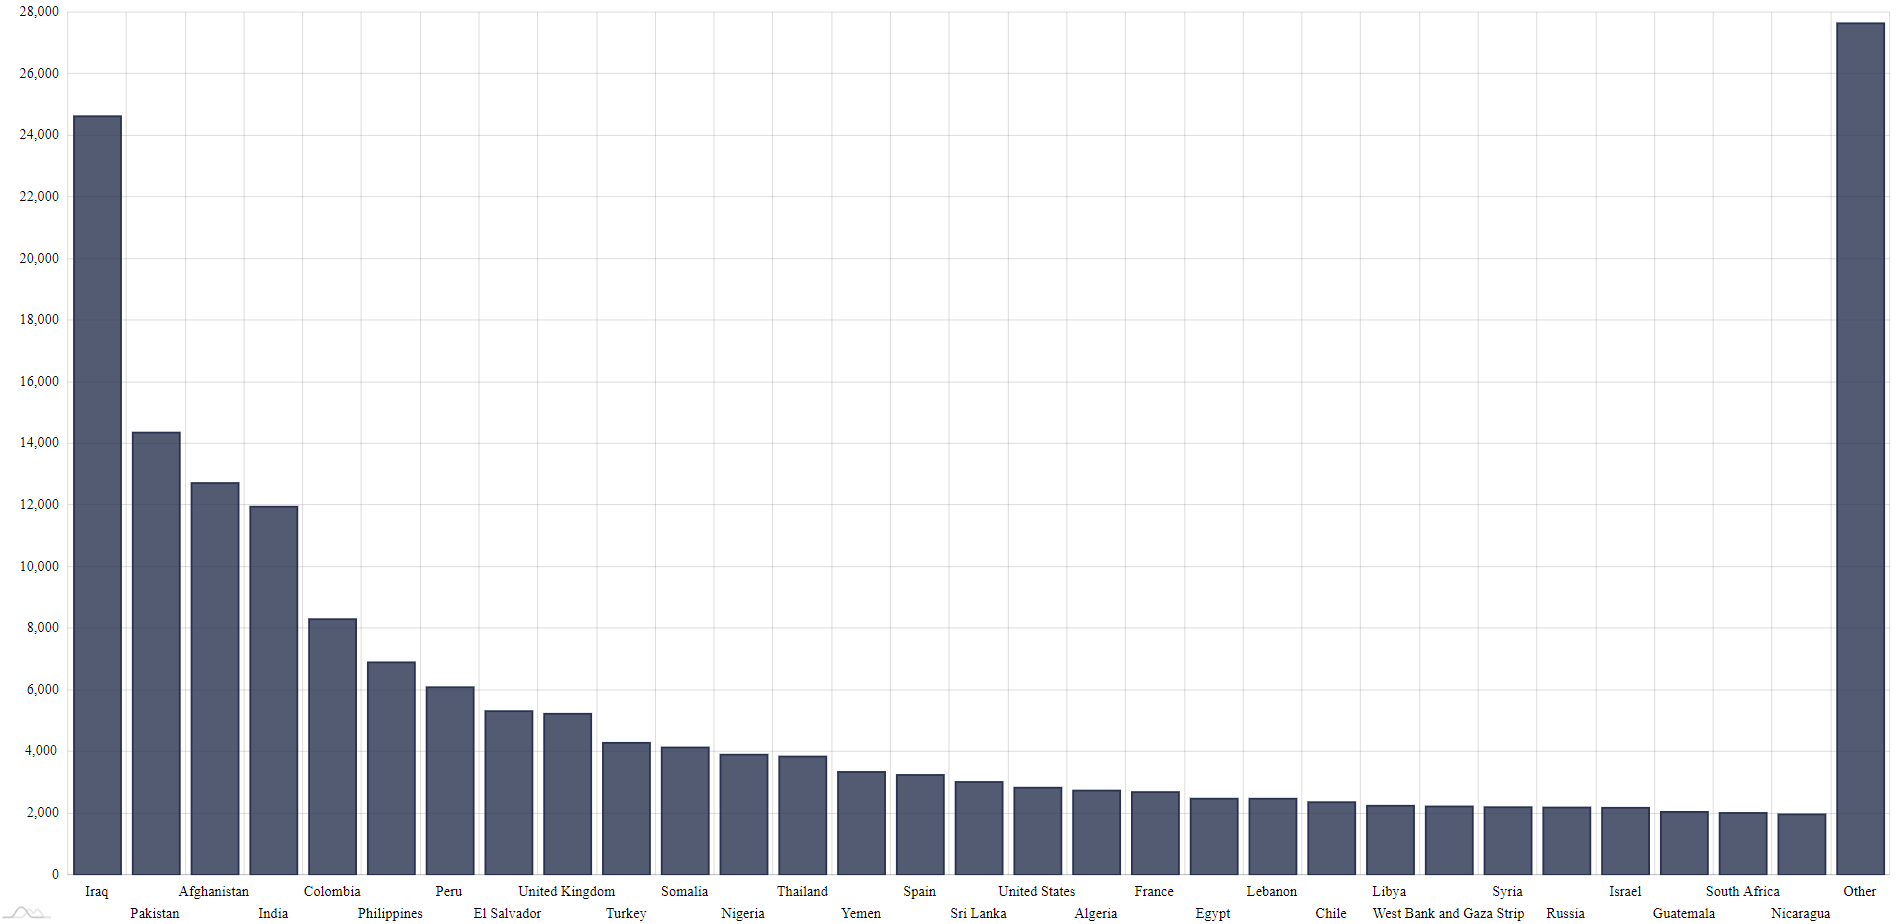 28,000
26,000
24,000
22,000
20,000
18,000
16,000
14,000
12,000
10,000
8,000
6,000
4,000
2,000
0
Iraq
Pakistan
Afghanistan
India
Colombia
Philippines
Peru
El Salvador
United Kingdom
Turkey
Somalia
Nigeria
Thailand
Yemen
Spain
Sri Lanka
United States
Algeria
France
Egypt
Lebanon
Chile
Libya
West Bank and Gaza Strip
Syria
Russia
Israel
Guatemala
South Africa
Nicaragua
Other